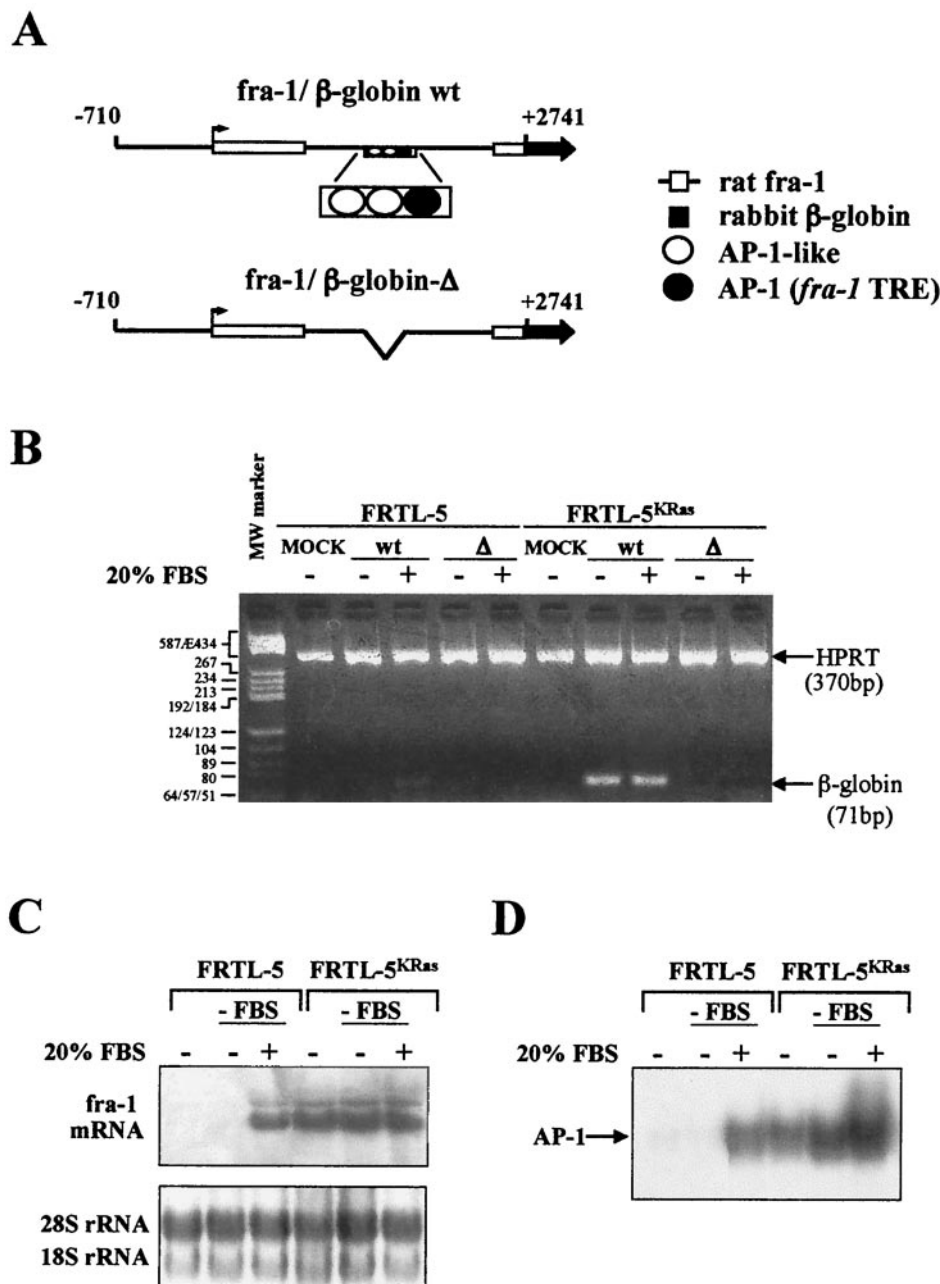 A
fra-1/ β-globin wt
-710
+2741
fra-1/ β-globin-Δ
-710
+2741
rat fra-1
rabbit β-globin
AP-1-like
AP-1 (fra-1 TRE)
B
MW marker
FRTL-5
FRTL-5KRas
MOCK wt Δ MOCK wt Δ
20% FBS - - + - + - - + - +
587/Æ434
267
234
213
192/184
124/123
104
89
80
64/57/51
HPRT
(370bp)
β-globin
(71bp)
C
FRTL-5 FRTL-5KRas
- FBS - FBS
20% FBS - - + - - +
fra-1
mRNA
28S rRNA
18S rRNA
D
FRTL-5 FRTL-5KRas
- FBS - FBS
20% FBS - - + - - +
AP-1